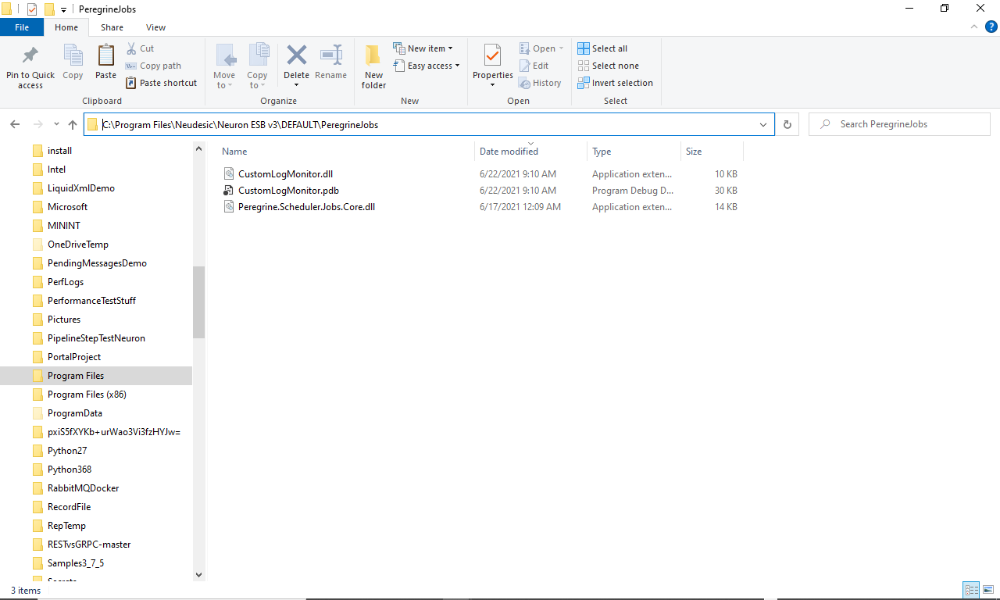 PeregrineJobs
File Home Share View
Pin to Quick access
Copy
Paste
Cut
Copy path
Paste shortcut
Clipboard
Move to
Copy to
Delete
Rename
Organize
New folder
New item
Easy access
New
Properties
Open
Edit
History
Open
Select all
Select none
Invert selection
Select
C:\Program Files\Neudesic\Neuron ESB v3\DEFAULT\PeregrineJobs
Search PeregrineJobs
install
Intel
LiquidXmlDemo
Microsoft
MININT
OneDriveTemp
PendingMessagesDemo
PerfLogs
PerformanceTestStuff
Pictures
PipelineStepTestNeuron
PortalProject
Program Files
Program Files (x86)
ProgramData
pxiS5fXYKb+urWao3Vi3fzHYJw=
Python27
Python368
RabbitMQDocker
RecordFile
RepTemp
RESTvsGRPC-master
Samples3_7_5
Name Date modified Type Size
CustomLogMonitor.dll 6/22/2021 9:10 AM Application exten... 10 KB
CustomLogMonitor.pdb 6/22/2021 9:10 AM Program Debug D... 30 KB
Peregrine.Scheduler.Jobs.Core.dll 6/17/2021 12:09 AM Application exten... 14 KB
3 items